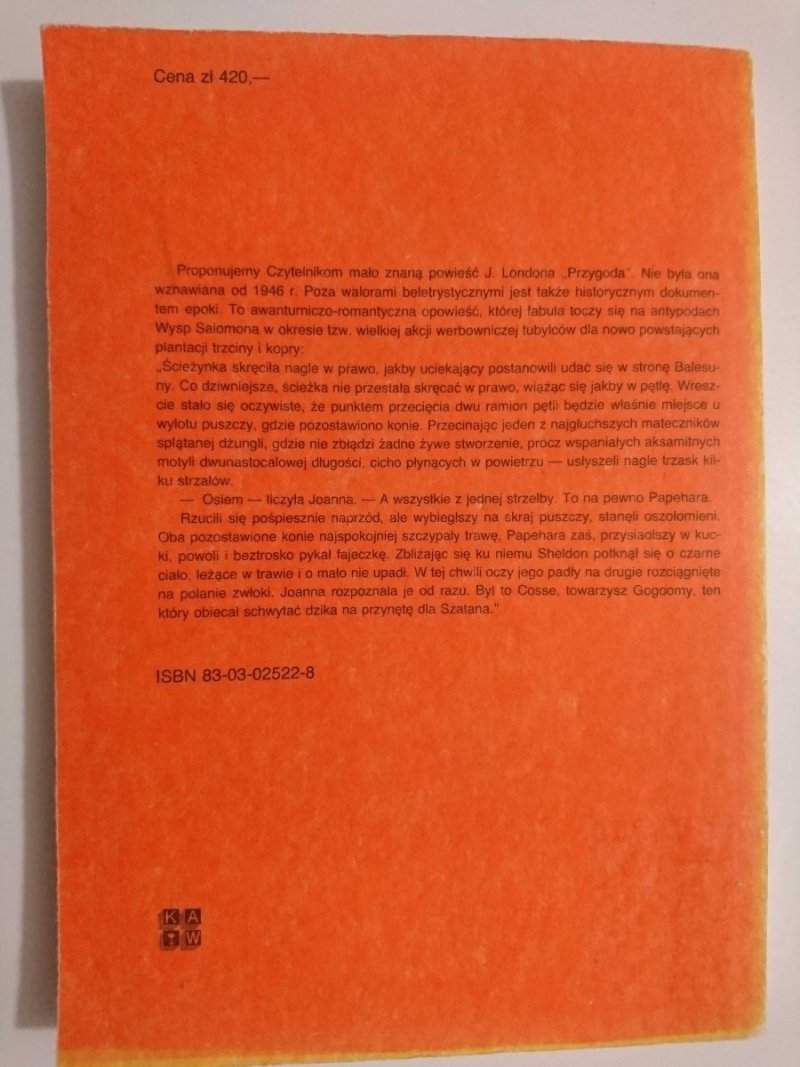 Cena zł 420,—
Proponujemy Czytelnikom mało znaną powieść J. Londona „Przygoda". Nie była ona
wznawiana od 1946 r. Poza walorami beletrystycznymi jest także historycznym dokumen-
tem epoki. To awanturniczo-romantyczna opowieść, której fabuła toczy się na antypodach
Wysp Salomona w okresie tzw. wielkiej akcji werbowniczej tubylców dla nowo powstających
plantacji trzciny i kopry:
„Ścieżynka skręciła nagle w prawo, jakby uciekający postanowili udać się w stronę Balesu-
ny. Co dziwniejsze, ścieżka nie przestała skręcać w prawo, wiążąc się jakby w pętlę. Wresz-
cie stało się oczywiste, że punktem przecięcia dwu ramion pętli będzie właśnie miejsce u
wylotu puszczy, gdzie pozostawiono konie. Przecinając jeden z najgłuchszych mateczników
splątanej dżungli, gdzie nie zbłądzi żadne żywe stworzenie, prócz wspaniałych aksamitnych
motyli dwunastocalowej długości, cicho płynących w powietrzu — usłyszeli nagle trzask kil-
ku strzałów.
— Osiem — liczyła Joanna. — A wszystkie z jednej strzelby. To na pewno Papehara.
Rzucili się pośpiesznie naprzód, ale wybiegłszy na skraj puszczy, stanęli oszołomieni.
Oba pozostawione konie najspokojniej szczypały trawę, Papehara zaś, przysiadłszy w kuc-
ki, powoli i beztrosko pykał fajeczkę. Zbliżając się ku niemu Sheldon potknął się o czarne
ciało, leżące w trawie i o mało nie upadł. W tej chwili oczy jego padły na drugie rozciągnięte
na polanie zwłoki. Joanna rozpoznała je od razu. Był to Cosse, towarzysz Gogoomy, ten
który obiecał schwytać dzika na przynętę dla Szatana."
ISBN 83-03-02522-8
K A
W